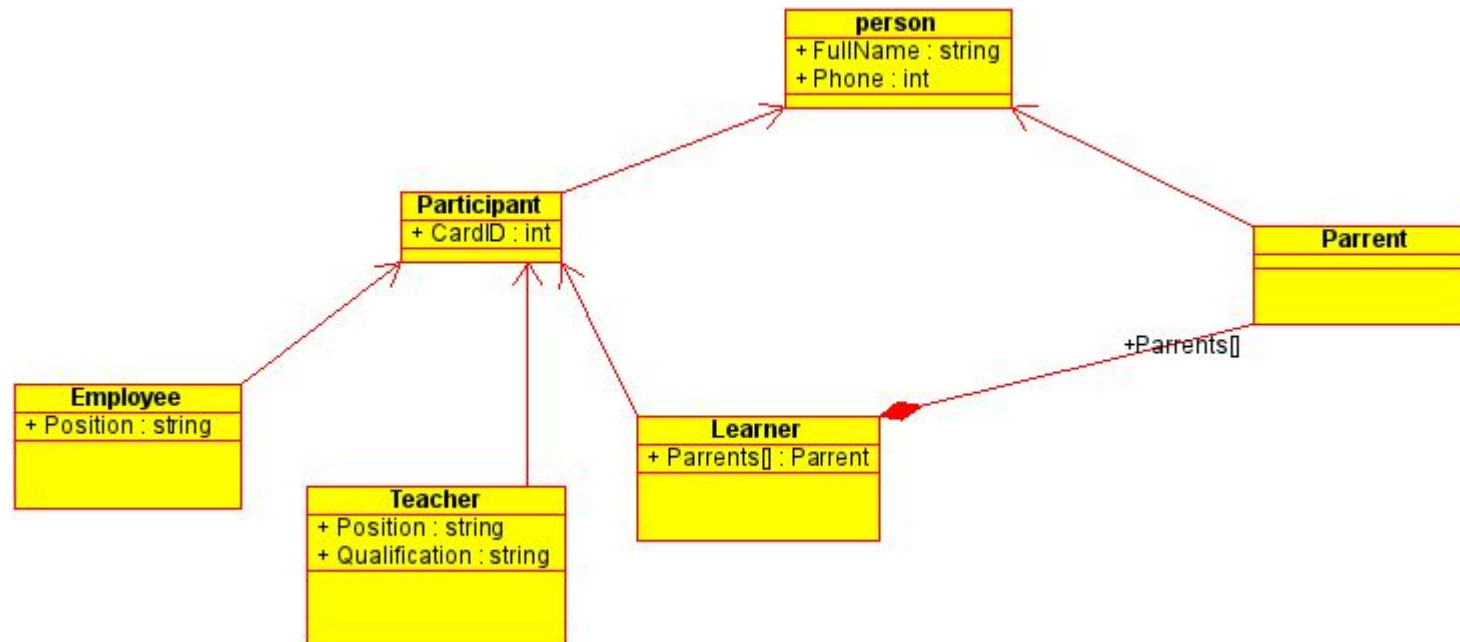 person
+ FullName : string
+ Phone : int
Participant
+ CardID : int
Parrent
+Parrents[]
Employee
+ Position : string
Learner
+ Parrents[] : Parrent
Teacher
+ Position : string
+ Qualification : string